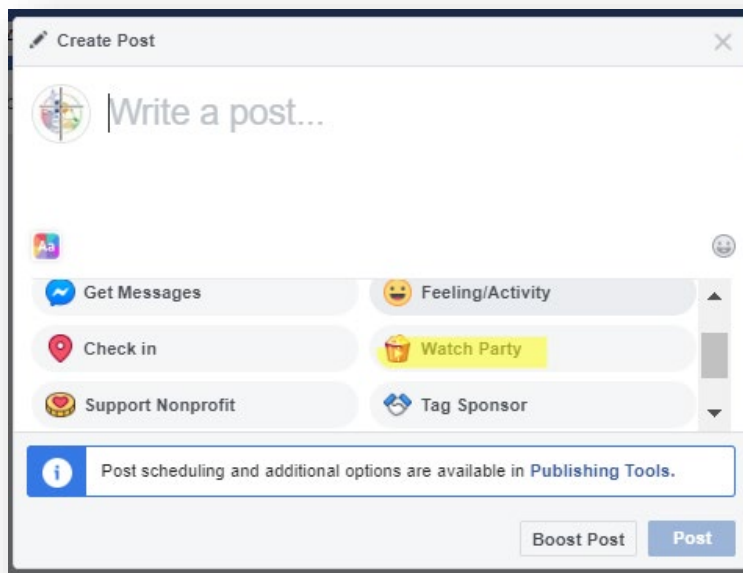 Create Post
Write a post...
Aa
Get Messages
Feeling/Activity
Check in
Watch Party
Support Nonprofit
Tag Sponsor
Post scheduling and additional options are available in Publishing Tools.
Boost Post
Post